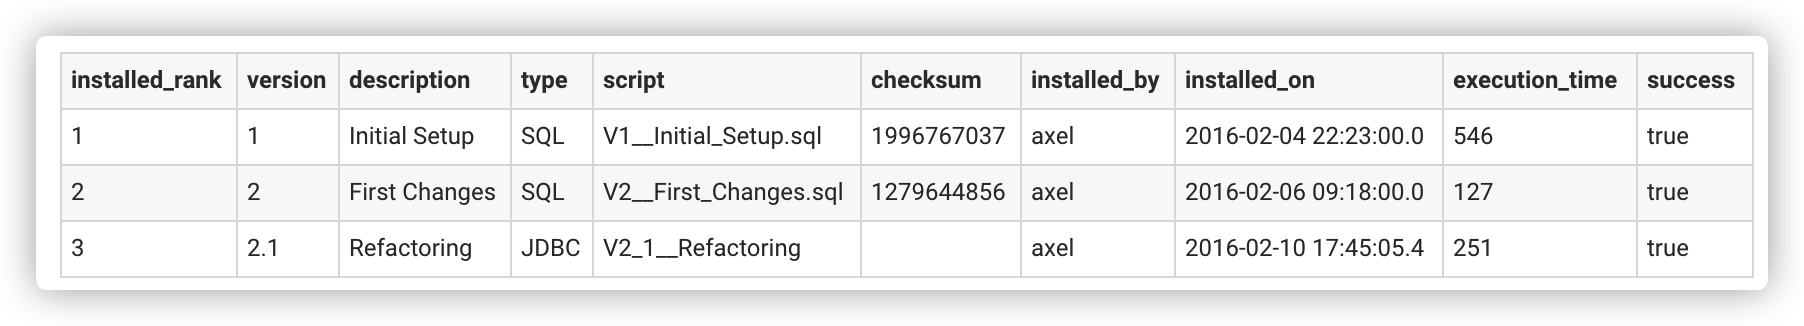 installed_rank version description type script checksum installed_by installed_on execution_time success
1 1 Initial Setup SQL V1__Initial_Setup.sql 1996767037 axel 2016-02-04 22:23:00.0 546 true
2 2 First Changes SQL V2__First_Changes.sql 1279644856 axel 2016-02-06 09:18:00.0 127 true
3 2.1 Refactoring JDBC V2_1__Refactoring axel 2016-02-10 17:45:05.4 251 true